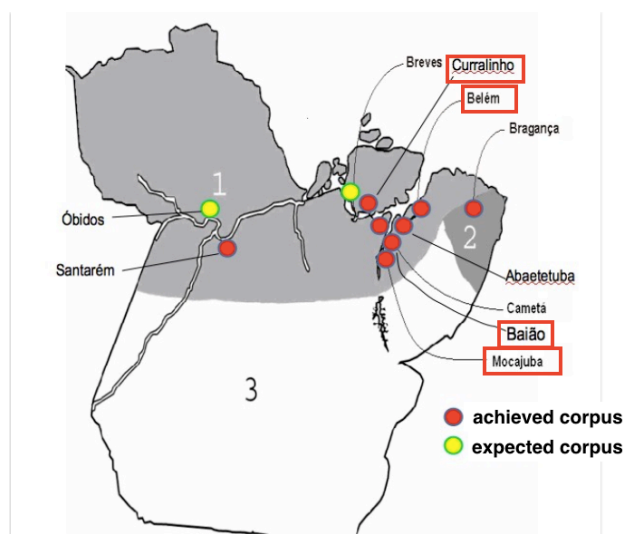 Breves
Curralinho
Belém
Bragança
1
Óbidos
2
Santarém
Abaetetuba
Cametá
Baião
Mocajuba
3
achieved corpus
expected corpus